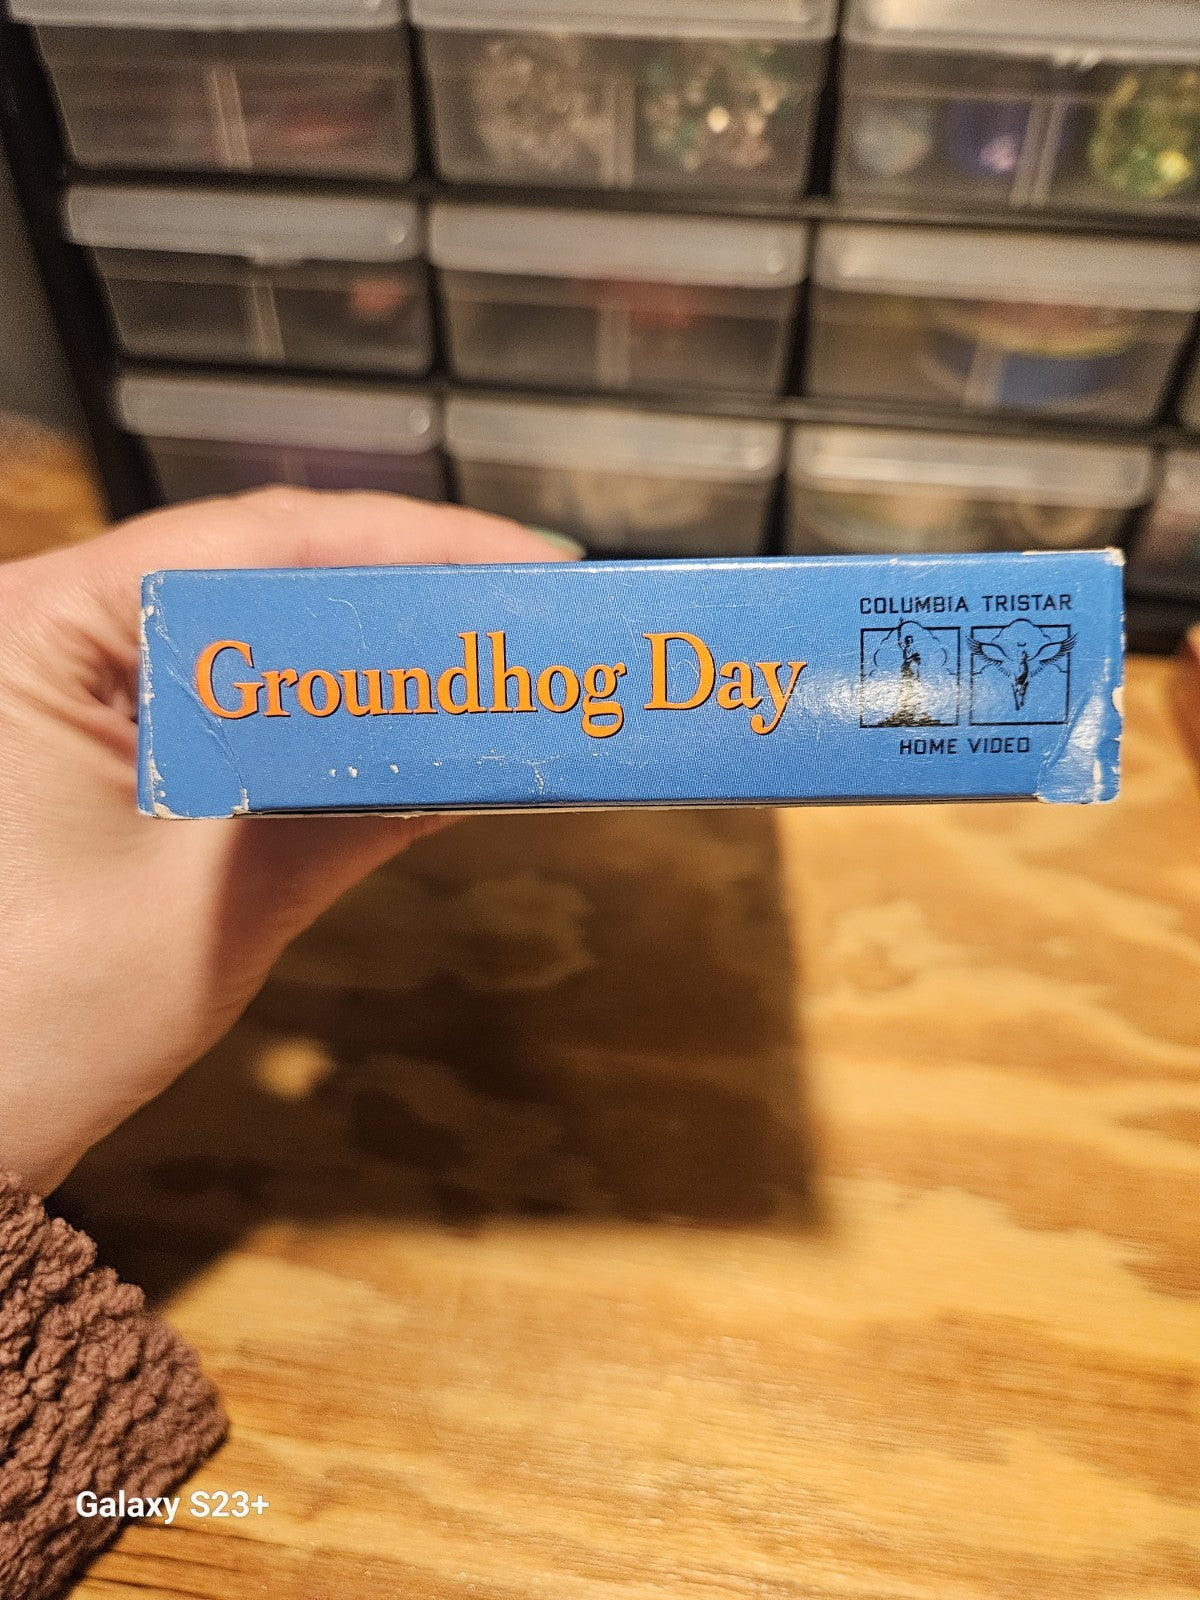 Groundhog Day
COLUMBIA TRISTAR
HOME VIDEO
Galaxy S23+